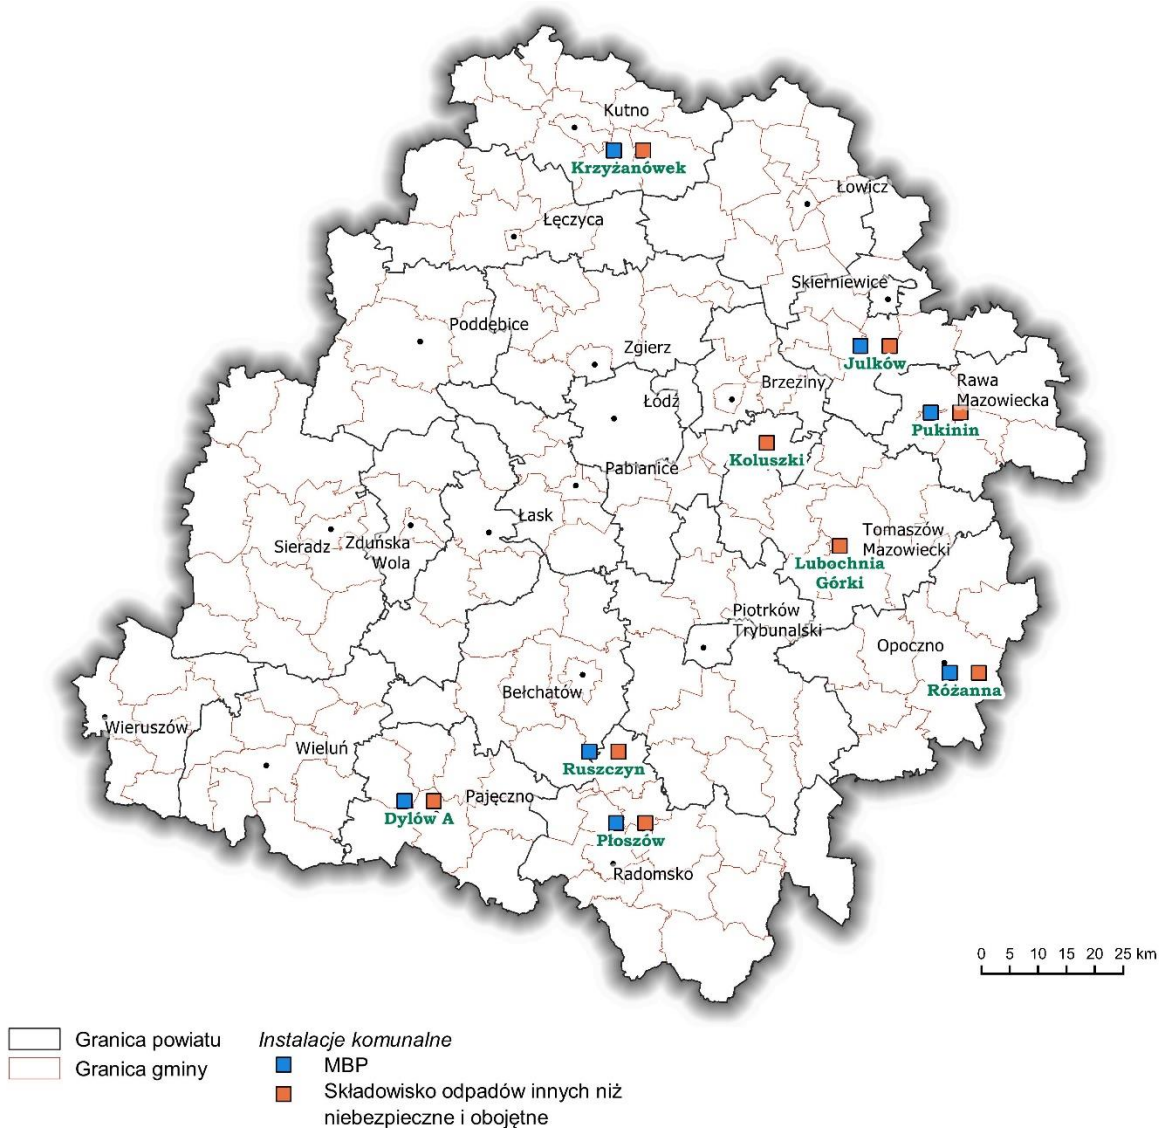 Kutno
Krzyżanówek
Łowicz
Łęczyca
Skierniewice
Poddębice
Zgierz
Julków
Brzeziny
Rawa
Mazowiecka
Łódź
Pukinin
Koluszki
Pabianice
Łask
Sieradz
Zduńska
Wola
Tomaszów
Mazowiecki
Lubochnia
Górki
Piotrków
Trybunalski
Opoczno
Różanna
Bełchatów
Wieruszów
Wieluń
Ruszczyn
Pajęczno
Dylów A
Płoszów
Radomsko
0 5 10 15 20 25 km
Granica powiatu
Granica gminy
Instalacje komunalne
MBP
Składowisko odpadów innych niż
niebezpieczne i obojętne